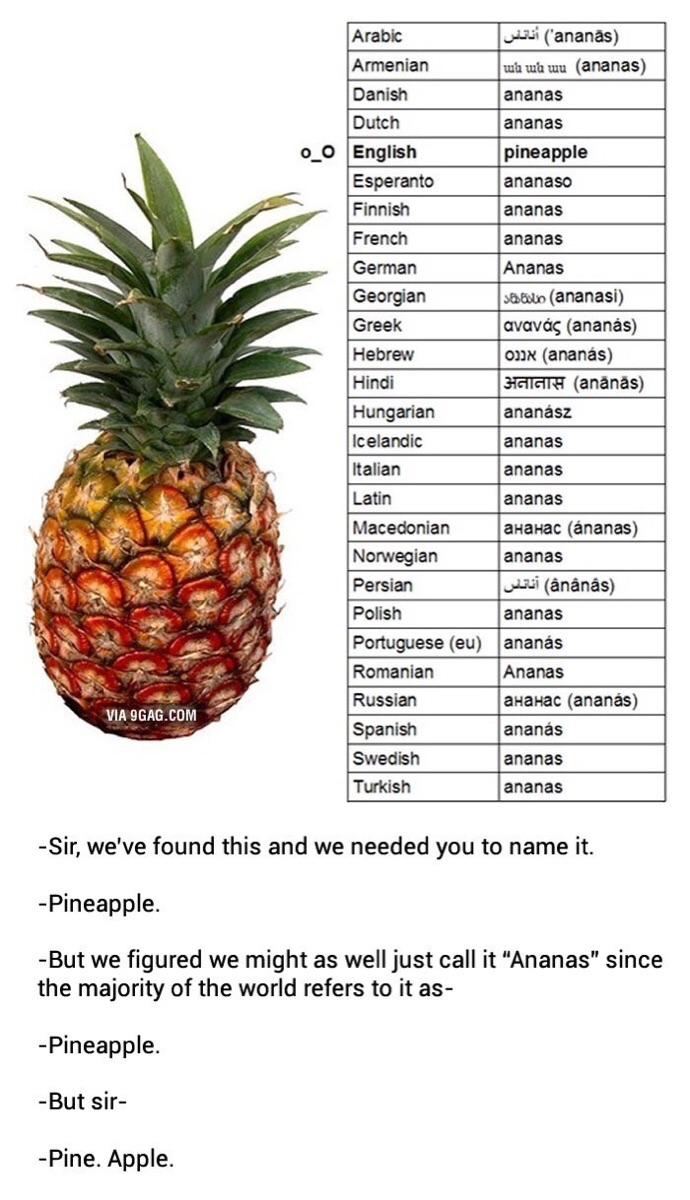 Arabic أناناس ('ananās)
Armenian (ananas)
Danish ananas
Dutch ananas
o_O English pineapple
Esperanto ananaso
Finnish ananas
French ananas
German Ananas
Georgian (ananasi)
Greek ανανάς (ananás)
Hebrew אננס (ananás)
Hindi अनानास (anānās)
Hungarian ananász
Icelandic ananas
Italian ananas
Latin ananas
Macedonian ананас (ánanas)
Norwegian ananas
Persian أناناس (ânânâs)
Polish ananas
Portuguese (eu) ananás
Romanian Ananas
Russian ананас (ananás)
Spanish ananás
Swedish ananas
Turkish ananas
VIA 9GAG.COM
-Sir, we've found this and we needed you to name it.
-Pineapple.
-But we figured we might as well just call it “Ananas” since
the majority of the world refers to it as-
-Pineapple.
-But sir-
-Pine. Apple.